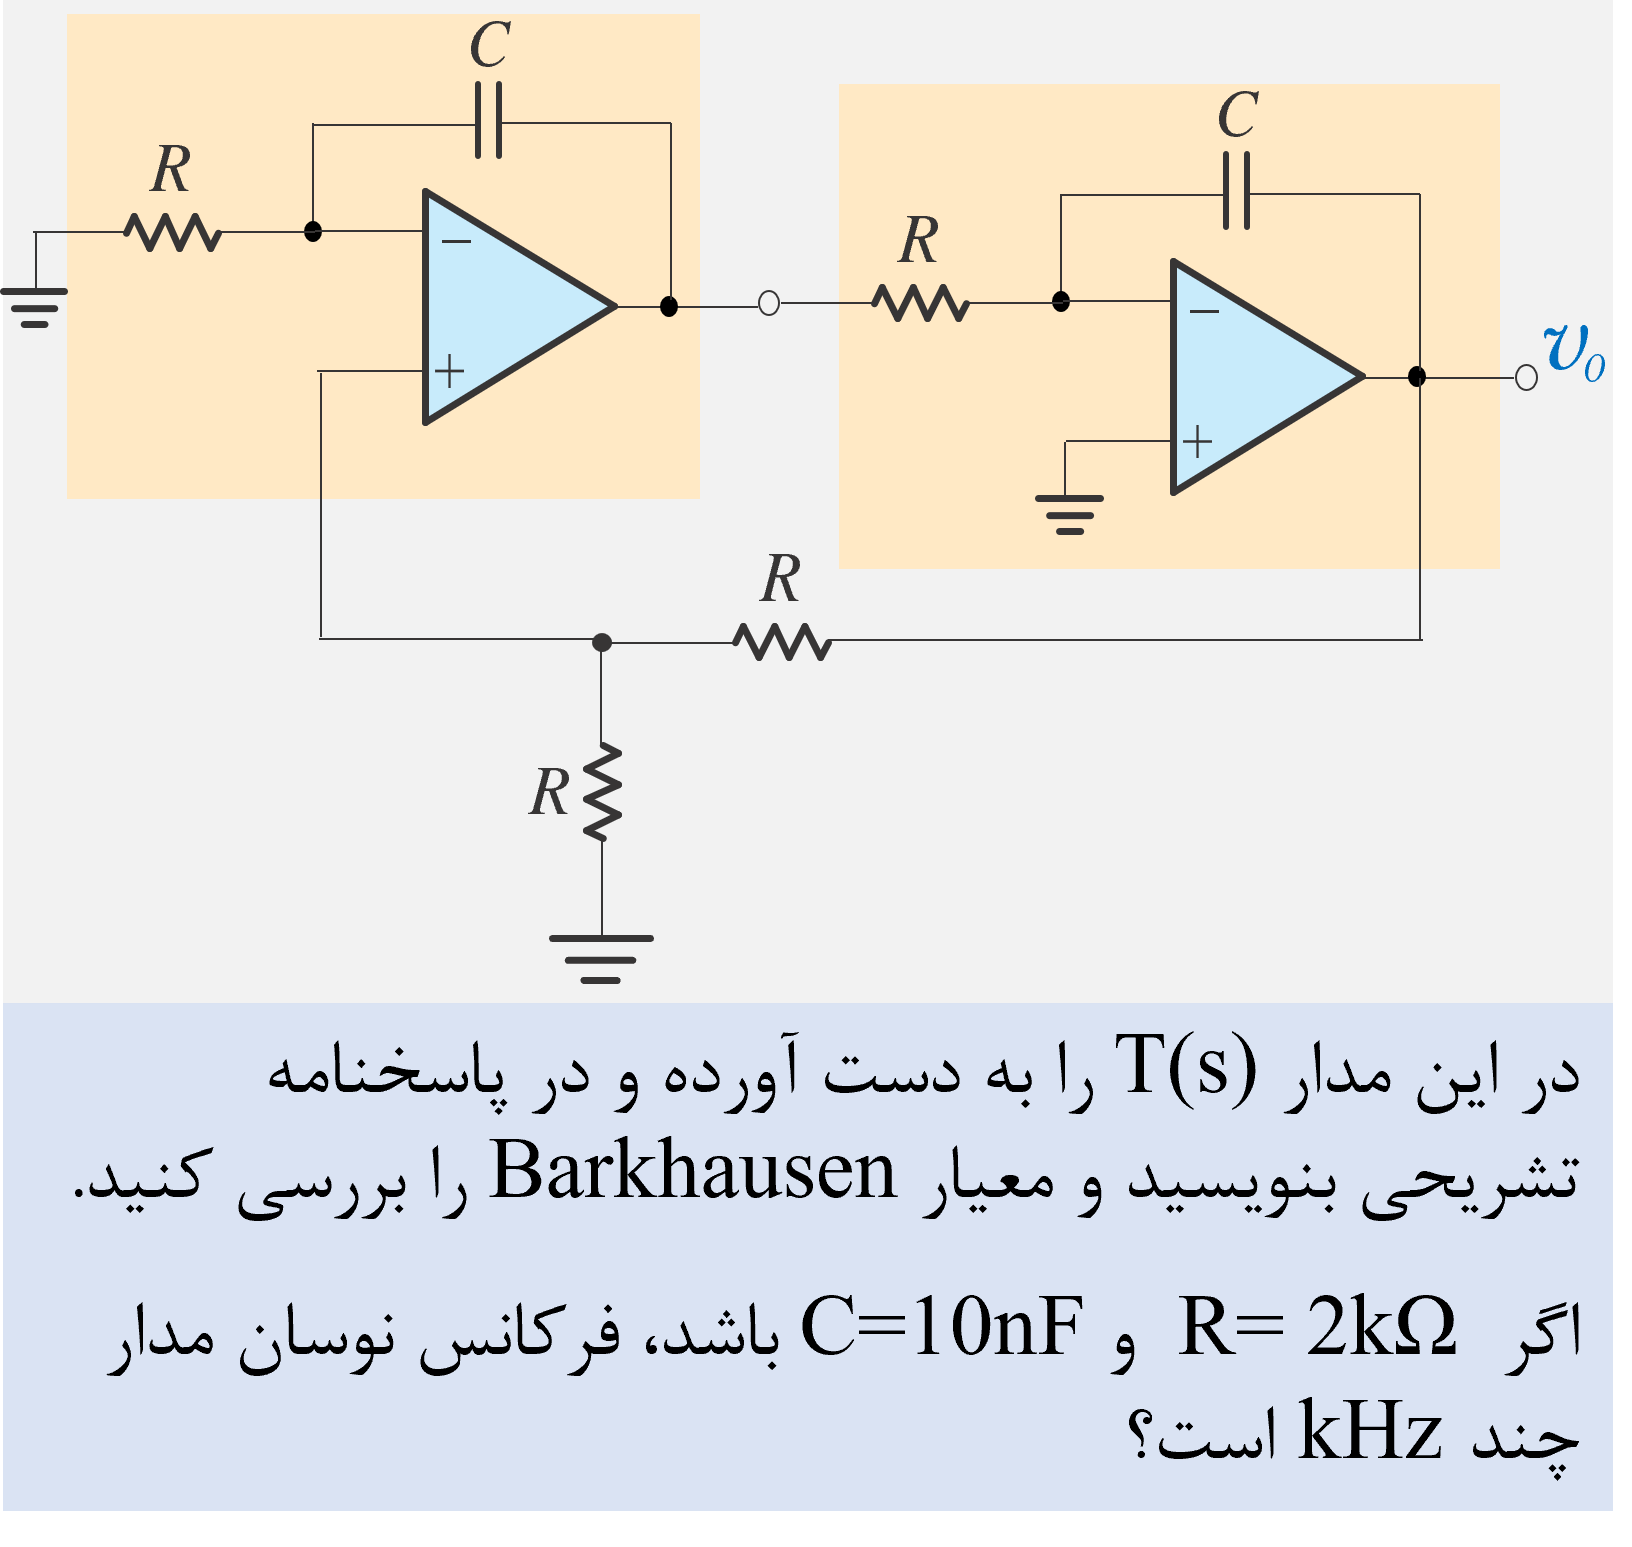 C
C
R
R
−
+
−
+
v₀
R
R
در این مدار T(s) را به دست آورده و در پاسخنامه
تشریحی بنویسید و معیار Barkhausen را بررسی کنید.
اگر R= 2kΩ و C=10nF باشد، فرکانس نوسان مدار
چند kHz است؟